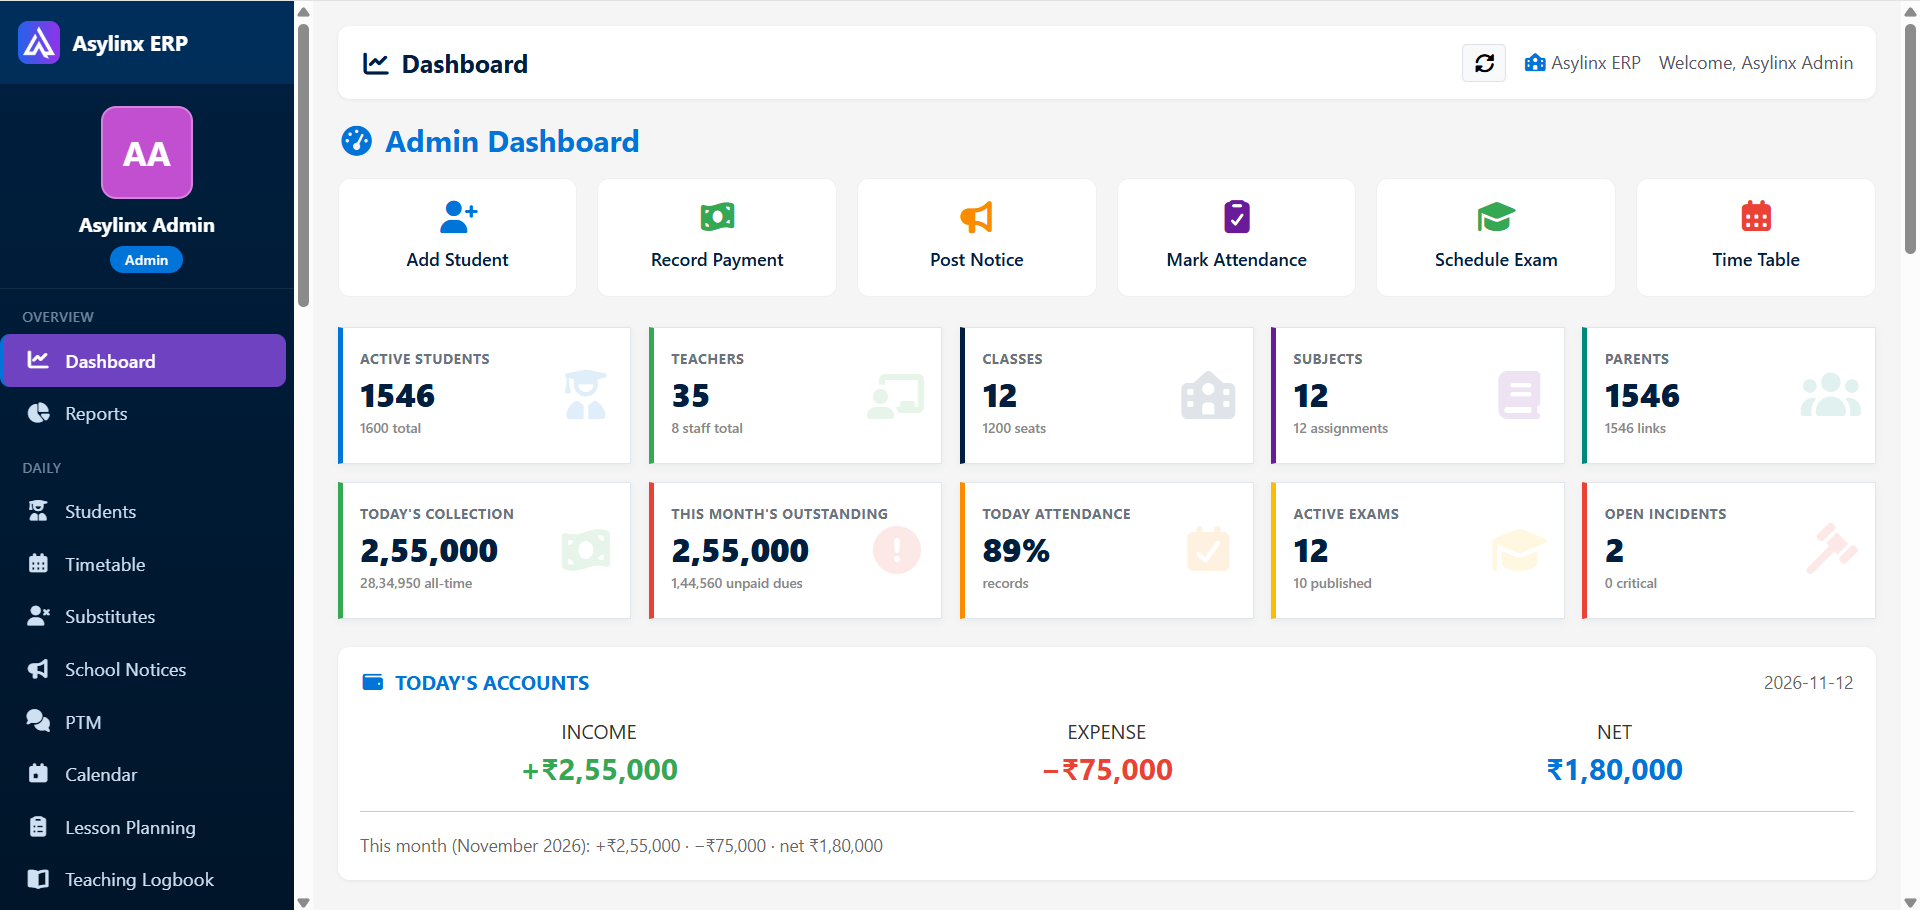 Asylinx ERP
AA
Asylinx Admin
Admin
OVERVIEW
Dashboard
Reports
DAILY
Students
Timetable
Substitutes
School Notices
PTM
Calendar
Lesson Planning
Teaching Logbook
Dashboard
Asylinx ERP Welcome, Asylinx Admin
Admin Dashboard
Add Student
Record Payment
Post Notice
Mark Attendance
Schedule Exam
Time Table
ACTIVE STUDENTS
1546
1600 total
TEACHERS
35
8 staff total
CLASSES
12
1200 seats
SUBJECTS
12
12 assignments
PARENTS
1546
1546 links
TODAY'S COLLECTION
2,55,000
28,34,950 all-time
THIS MONTH'S OUTSTANDING
2,55,000
1,44,560 unpaid dues
TODAY ATTENDANCE
89%
records
ACTIVE EXAMS
12
10 published
OPEN INCIDENTS
2
0 critical
TODAY'S ACCOUNTS
2026-11-12
INCOME
+₹2,55,000
EXPENSE
−₹75,000
NET
₹1,80,000
This month (November 2026): +₹2,55,000 · −₹75,000 · net ₹1,80,000